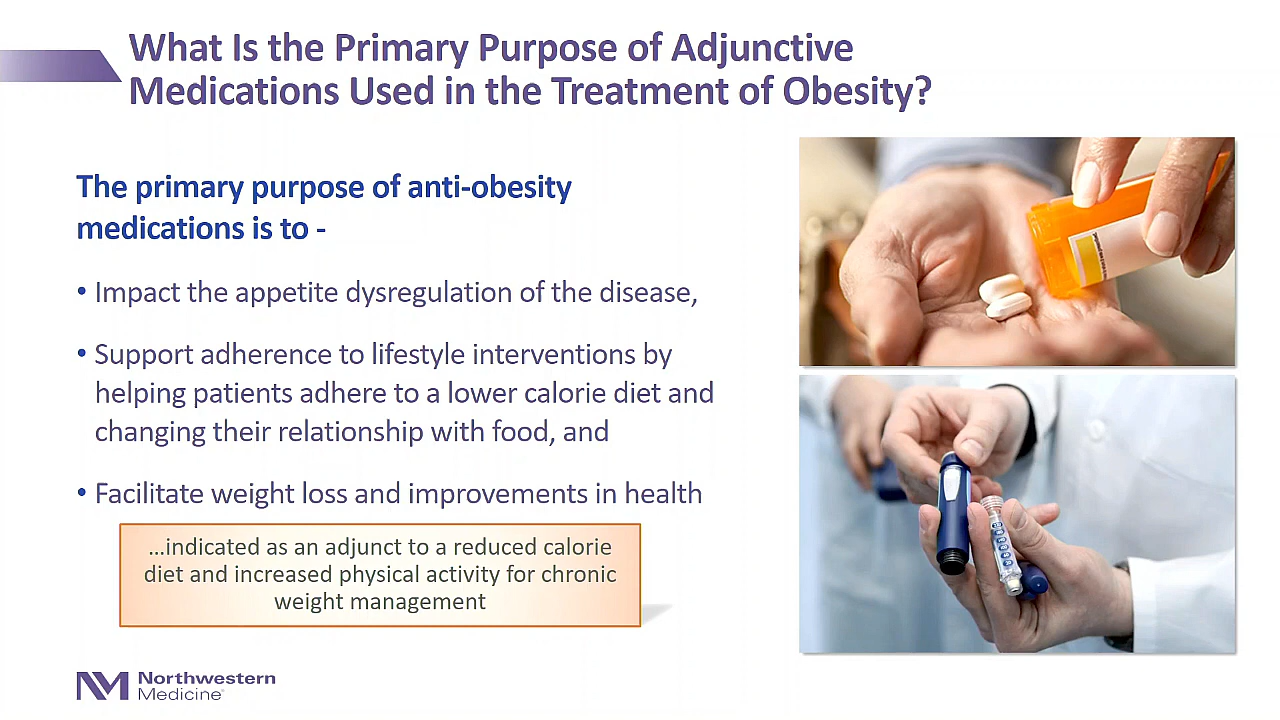 What Is the Primary Purpose of Adjunctive
Medications Used in the Treatment of Obesity?
The primary purpose of anti-obesity
medications is to -
• Impact the appetite dysregulation of the disease,
• Support adherence to lifestyle interventions by
helping patients adhere to a lower calorie diet and
changing their relationship with food, and
• Facilitate weight loss and improvements in health
...indicated as an adjunct to a reduced calorie
diet and increased physical activity for chronic
weight management
NM Northwestern
Medicine®